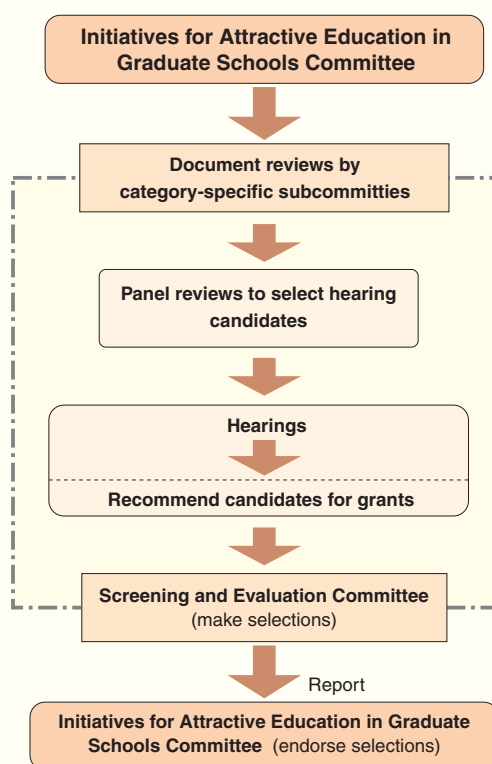 Initiatives for Attractive Education in
Graduate Schools Committee
Document reviews by
category-specific subcommitties
Panel reviews to select hearing
candidates
Hearings
Recommend candidates for grants
Screening and Evaluation Committee
(make selections)
Report
Initiatives for Attractive Education in Graduate
Schools Committee (endorse selections)